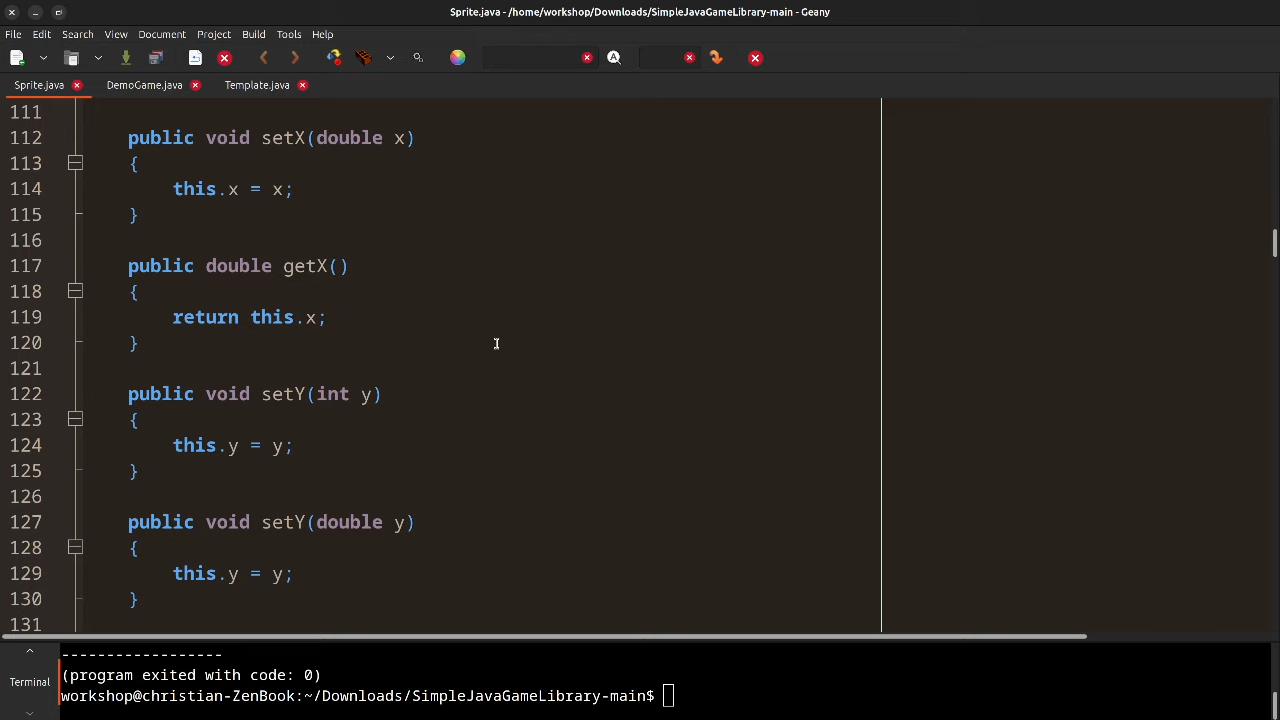 Sprite.java - /home/workshop/Downloads/SimpleJavaGameLibrary-main - Geany
File Edit Search View Document Project Build Tools Help
Sprite.java DemoGame.java Template.java
111
112 public void setX(double x)
113 {
114 this.x = x;
115 }
116
117 public double getX()
118 {
119 return this.x;
120 }
121
122 public void setY(int y)
123 {
124 this.y = y;
125 }
126
127 public void setY(double y)
128 {
129 this.y = y;
130 }
131
------------------
(program exited with code: 0)
Terminal
workshop@christian-ZenBook:~/Downloads/SimpleJavaGameLibrary-main$